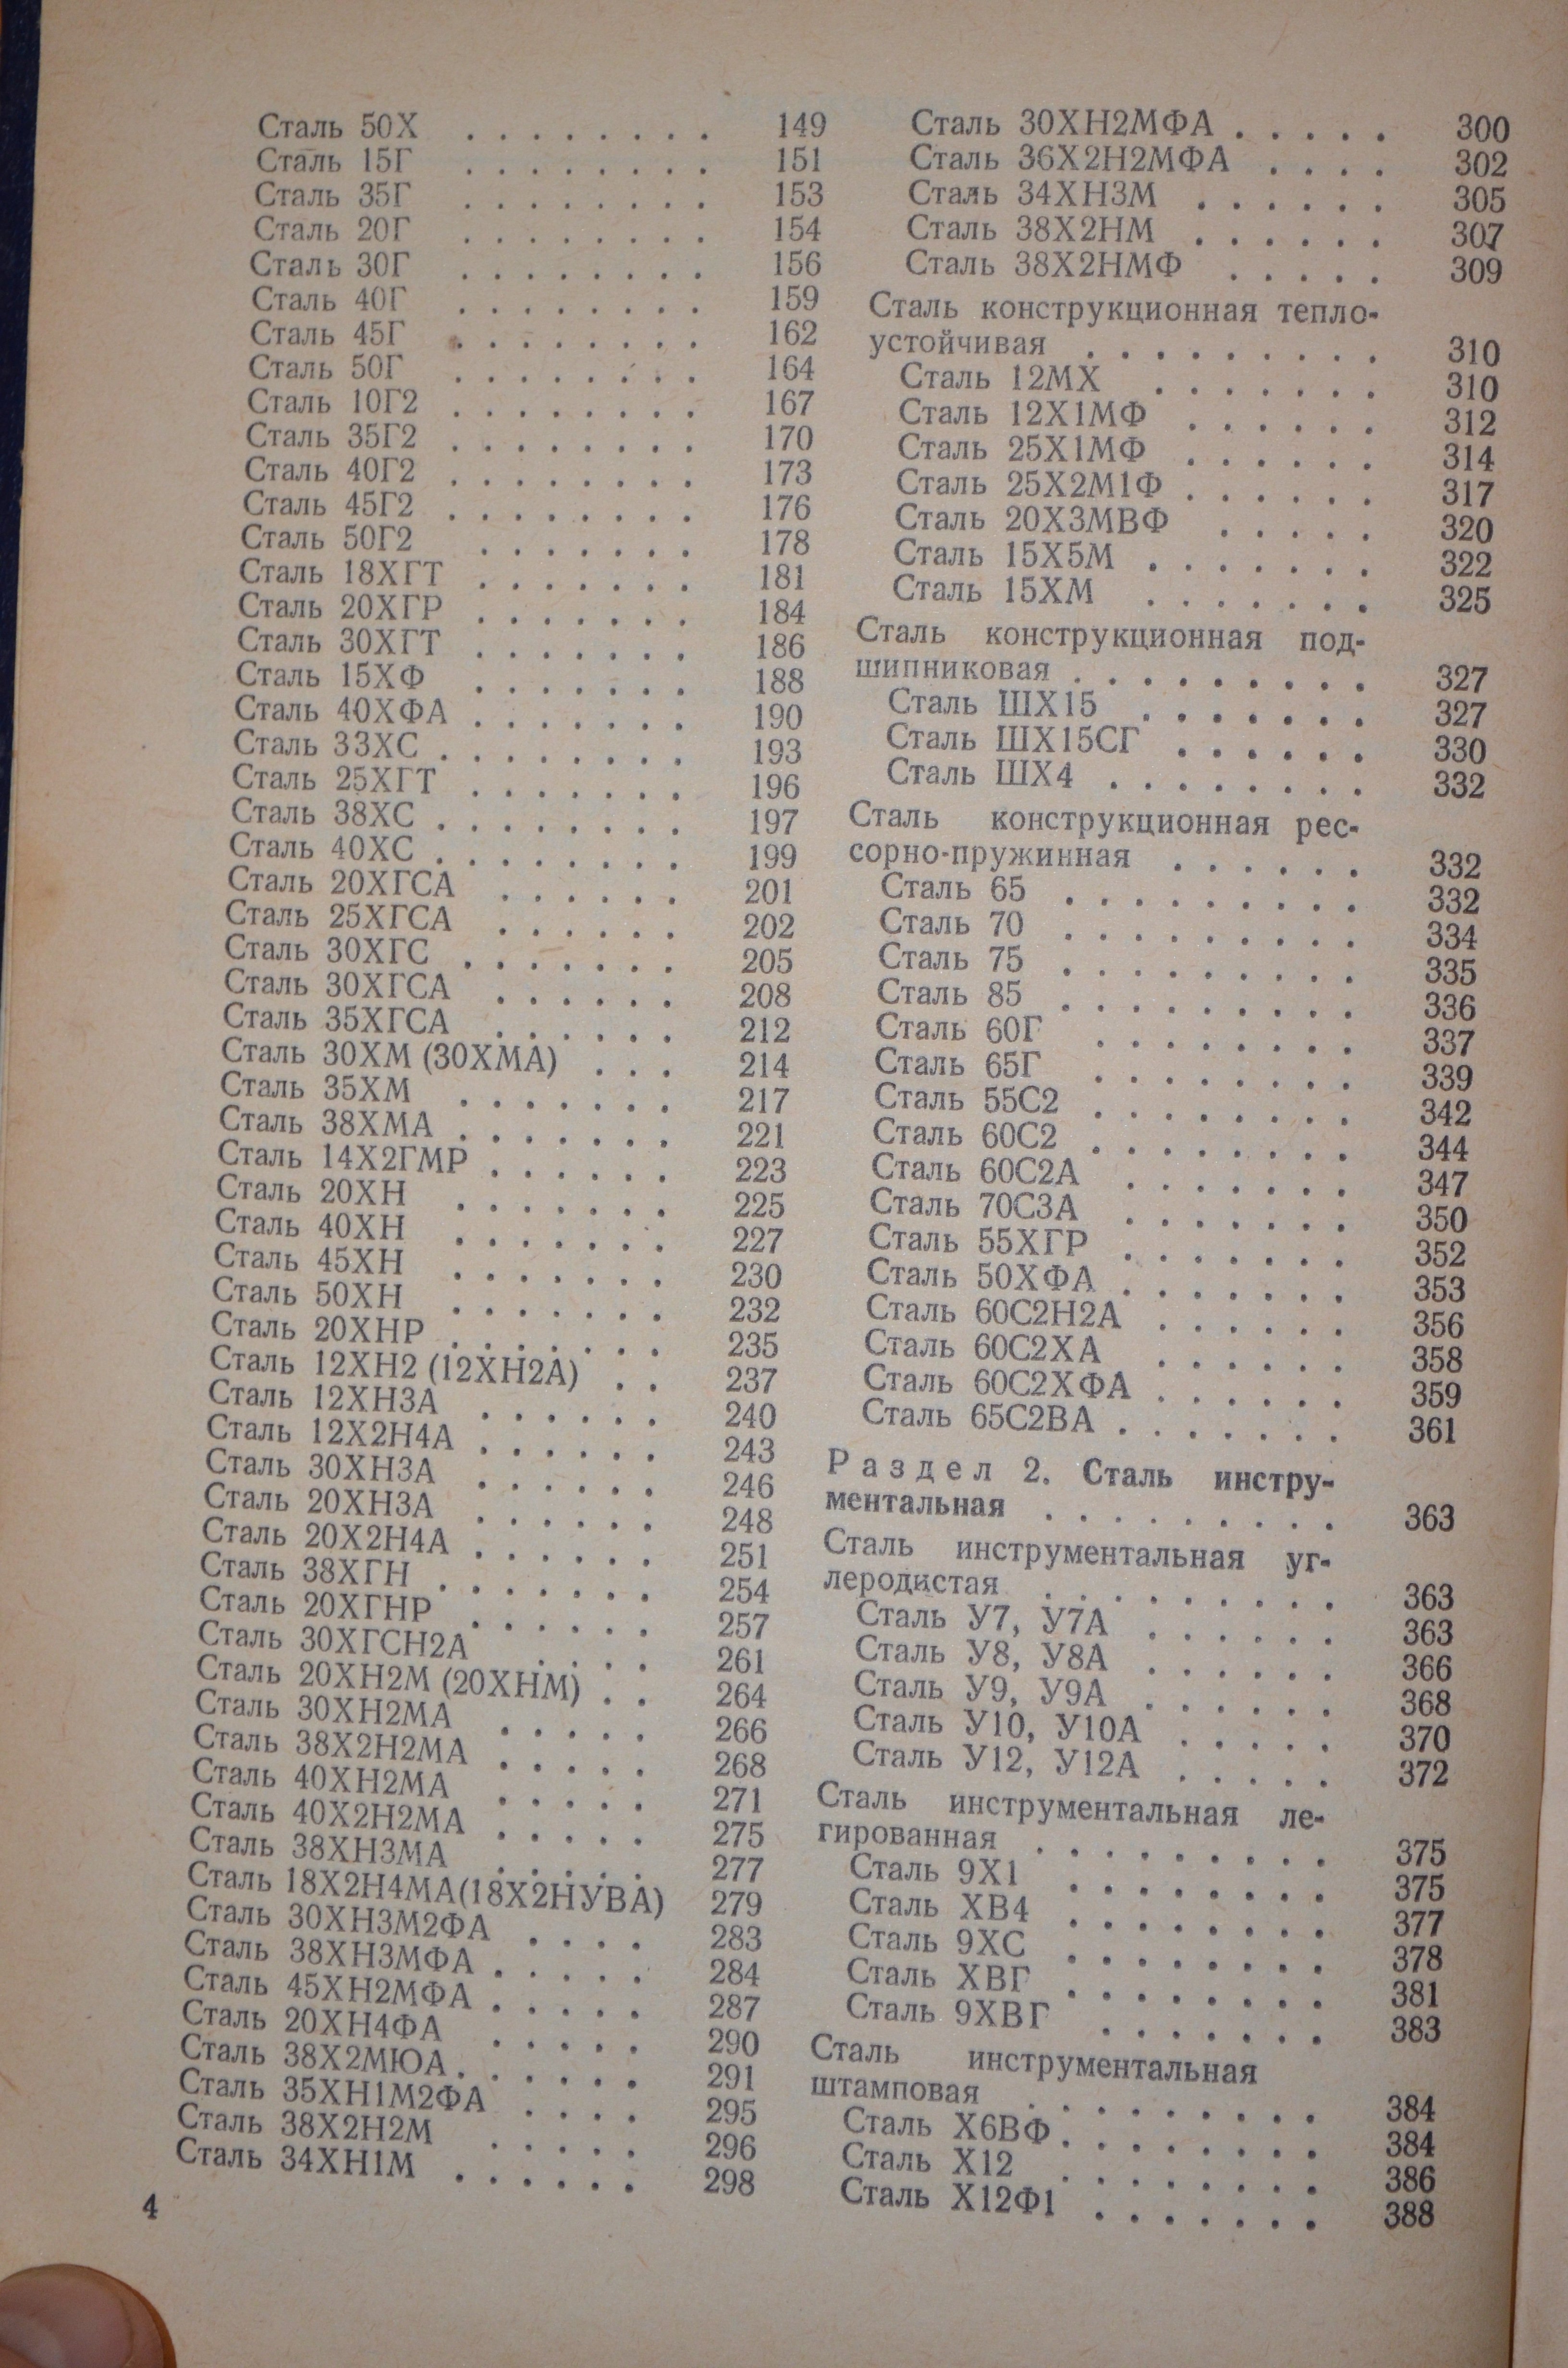 Сталь 50Х . . . . . . . . 149
Сталь 15Г . . . . . . . . 151
Сталь 35Г . . . . . . . . 153
Сталь 20Г . . . . . . . . 154
Сталь 30Г . . . . . . . . 156
Сталь 40Г . . . . . . . . 159
Сталь 45Г . . . . . . . . 162
Сталь 50Г . . . . . . . . 164
Сталь 10Г2 . . . . . . . . 167
Сталь 35Г2 . . . . . . . . 170
Сталь 40Г2 . . . . . . . . 173
Сталь 45Г2 . . . . . . . . 176
Сталь 50Г2 . . . . . . . 178
Сталь 18ХГТ . . . . . . . 181
Сталь 20ХГР . . . . . . . 184
Сталь 30ХГТ . . . . . . . 186
Сталь 15ХФ . . . . . . . 188
Сталь 40ХФА . . . . . . . 190
Сталь 33ХС . . . . . . . . 193
Сталь 25ХГТ . . . . . . . 196
Сталь 38ХС . . . . . . . . 197
Сталь 40ХС . . . . . . . . 199
Сталь 20ХГСА . . . . . . 201
Сталь 25ХГСА . . . . . . 202
Сталь 30ХГС . . . . . . . 205
Сталь 30ХГСА . . . . . . 208
Сталь 35ХГСА . . . . . . 212
Сталь 30ХМ (30ХМА) . . . 214
Сталь 35ХМ . . . . . . . 217
Сталь 38ХМА . . . . . . . 221
Сталь 14Х2ГМР . . . . . . 223
Сталь 20ХН . . . . . . . 225
Сталь 40ХН . . . . . . . 227
Сталь 45ХН . . . . . . . 230
Сталь 50ХН . . . . . . . 232
Сталь 20ХНР . . . . . . . 235
Сталь 12ХН2 (12ХН2А) . . 237
Сталь 12ХН3А . . . . . . 240
Сталь 12Х2Н4А . . . . . . 243
Сталь 30ХН3А . . . . . . 246
Сталь 20ХН3А . . . . . . 248
Сталь 20Х2Н4А . . . . . . 251
Сталь 38ХГН . . . . . . . 254
Сталь 20ХГНР . . . . . . 257
Сталь 30ХГСН2А . . . . 261
Сталь 20ХН2М (20ХНМ) . . 264
Сталь 30ХН2МА . . . . . 266
Сталь 38Х2Н2МА . . . . . 268
Сталь 40ХН2МА . . . . . 271
Сталь 40Х2Н2МА . . . . . 275
Сталь 38ХН3МА . . . . . 277
Сталь 18Х2Н4МА(18Х2НУВА) 279
Сталь 30ХН3М2ФА . . . . 283
Сталь 38ХН3МФА . . . . . 284
Сталь 45ХН2МФА . . . . . 287
Сталь 20ХН4ФА . . . . . 290
Сталь 38Х2МЮА . . . . . . 291
Сталь 35ХН1М2ФА . . . . 295
Сталь 38Х2Н2М . . . . . 296
Сталь 34ХН1М . . . . . . 298
4
Сталь 30ХН2МФА . . . . . 300
Сталь 36Х2Н2МФА . . . . 302
Сталь 34ХН3М . . . . . . 305
Сталь 38Х2НМ . . . . . . 307
Сталь 38Х2НМФ . . . . . 309
Сталь конструкционная тепло-
устойчивая . . . . . . . . . 310
Сталь 12МХ . . . . . . . 310
Сталь 12Х1МФ . . . . . . 312
Сталь 25Х1МФ . . . . . . 314
Сталь 25Х2М1Ф . . . . . . 317
Сталь 20Х3МВФ . . . . . 320
Сталь 15Х5М . . . . . . . 322
Сталь 15ХМ . . . . . . . 325
Сталь конструкционная под-
шипниковая . . . . . . . . . 327
Сталь ШХ15 . . . . . . . 327
Сталь ШХ15СГ . . . . . . 330
Сталь ШХ4 . . . . . . . . 332
Сталь конструкционная рес-
сорно-пружинная . . . . . . 332
Сталь 65 . . . . . . . . . 332
Сталь 70 . . . . . . . . . 334
Сталь 75 . . . . . . . . . 335
Сталь 85 . . . . . . . . . 336
Сталь 60Г . . . . . . . . 337
Сталь 65Г . . . . . . . . 339
Сталь 55С2 . . . . . . . . 342
Сталь 60С2 . . . . . . . . 344
Сталь 60С2А . . . . . . . 347
Сталь 70С3А . . . . . . . 350
Сталь 55ХГР . . . . . . . 352
Сталь 50ХФА . . . . . . . 353
Сталь 60С2Н2А . . . . . . 356
Сталь 60С2ХА . . . . . . 358
Сталь 60С2ХФА . . . . . . 359
Сталь 65С2ВА . . . . . . . 361
Раздел 2. Сталь инстру-
ментальная . . . . . . . . . 363
Сталь инструментальная уг-
леродистая . . . . . . . . . 363
Сталь У7, У7А . . . . . . 363
Сталь У8, У8А . . . . . . 366
Сталь У9, У9А . . . . . . 368
Сталь У10, У10А . . . . . 370
Сталь У12, У12А . . . . . 372
Сталь инструментальная ле-
гированная . . . . . . . . . 375
Сталь 9Х1 . . . . . . . . 375
Сталь ХВ4 . . . . . . . . 377
Сталь 9ХС . . . . . . . . 378
Сталь ХВГ . . . . . . . . 381
Сталь 9ХВГ . . . . . . . 383
Сталь инструментальная
штамповая . . . . . . . . . 384
Сталь Х6ВФ . . . . . . . . 384
Сталь Х12 . . . . . . . . 386
Сталь Х12Ф1 . . . . . . . 388